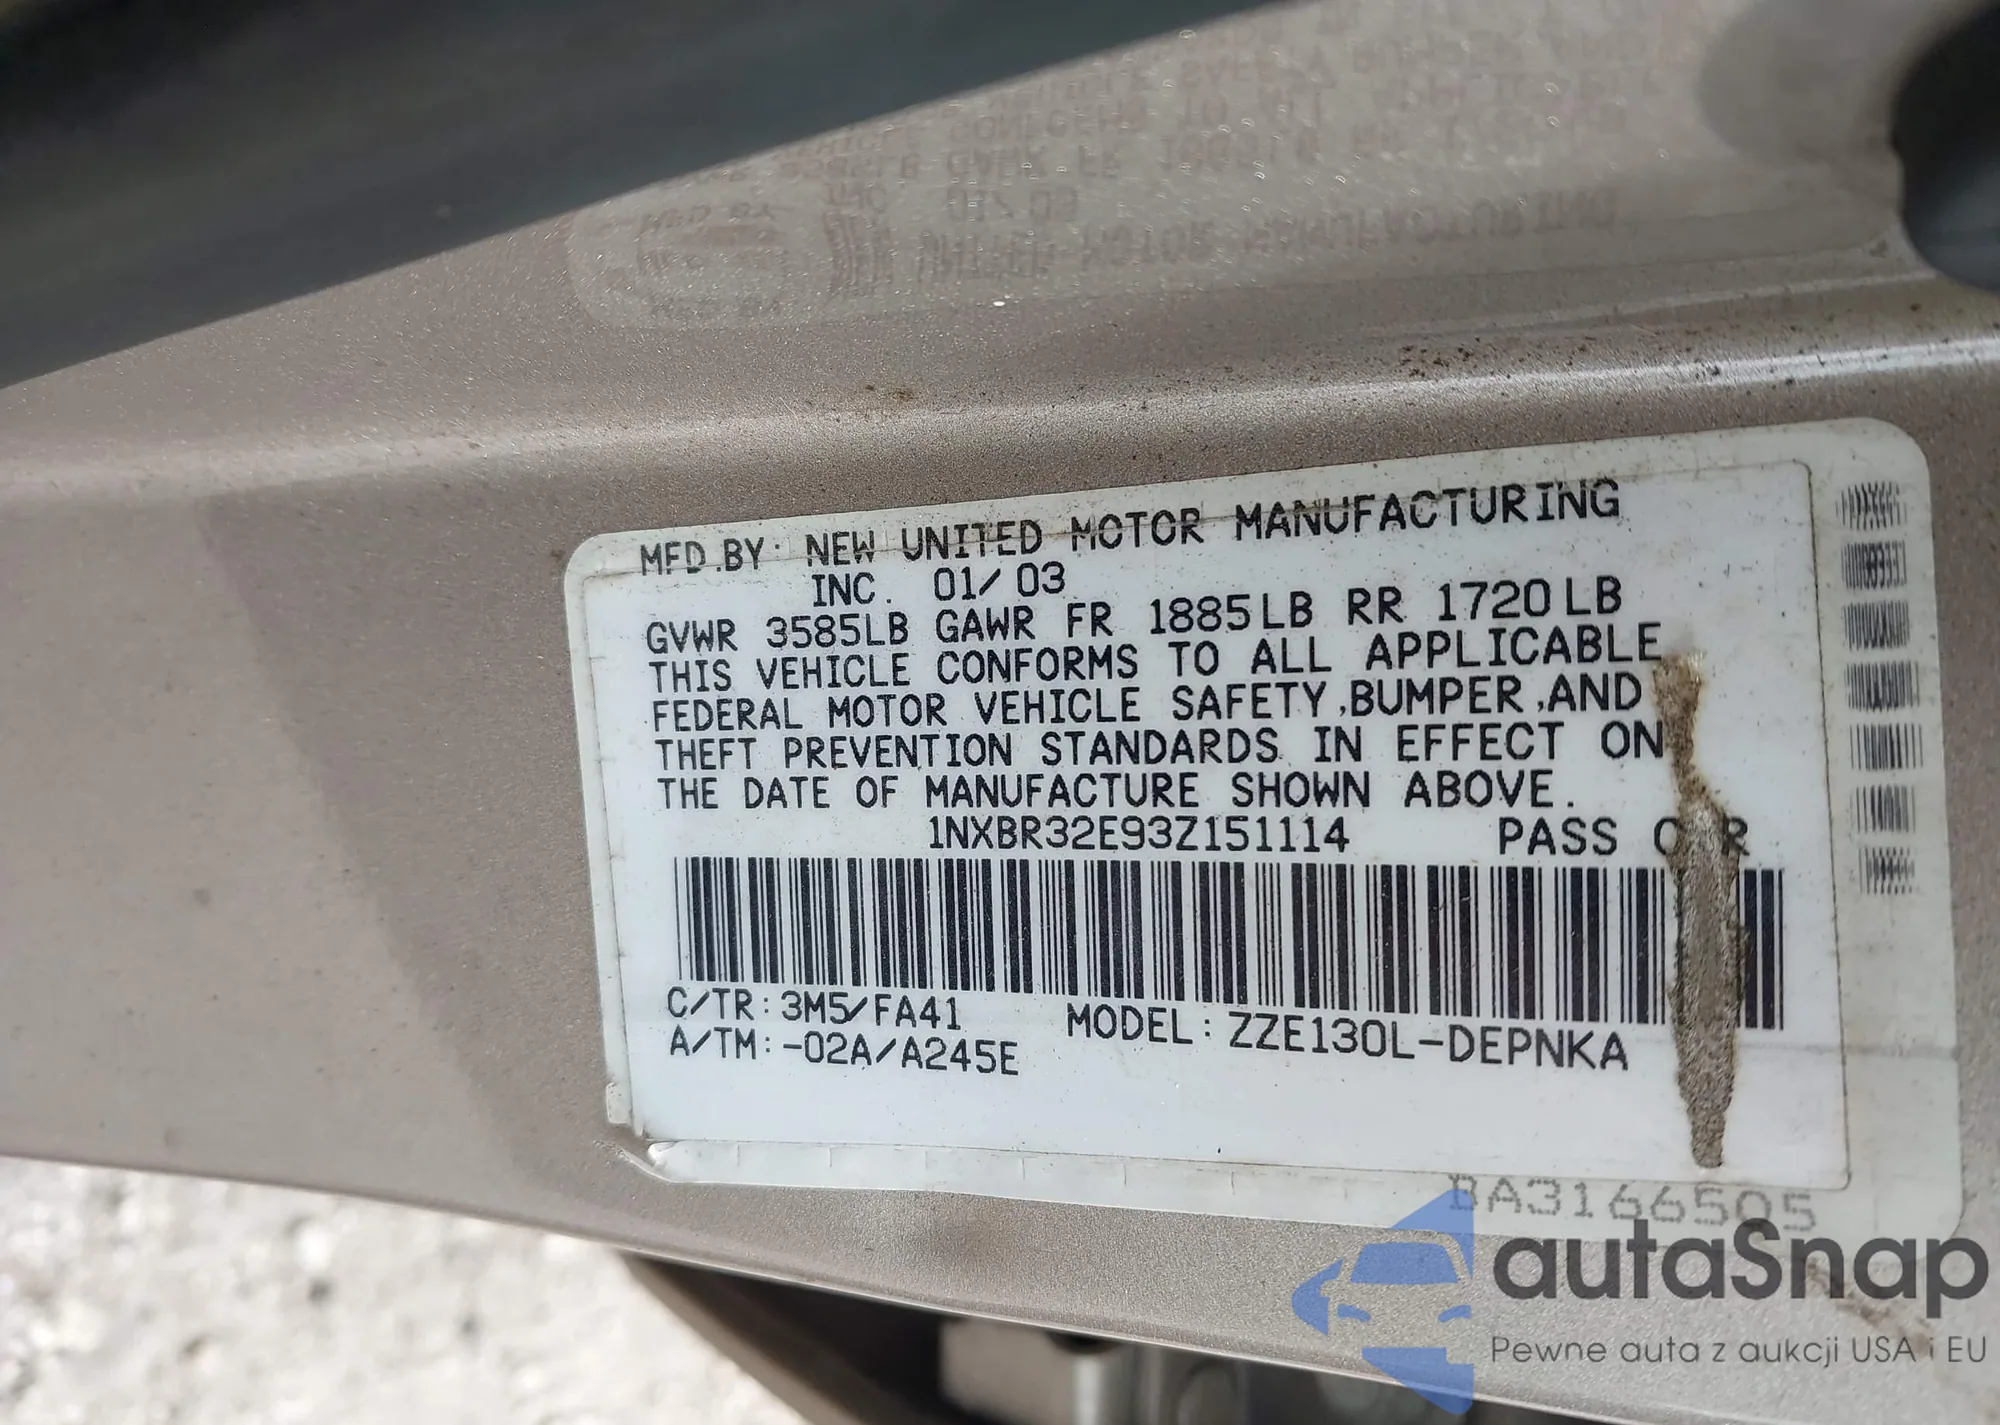 MFD.BY: NEW UNITED MOTOR MANUFACTURING
INC. 01/03
GVWR 3585LB GAWR FR 1885LB RR 1720LB
THIS VEHICLE CONFORMS TO ALL APPLICABLE
FEDERAL MOTOR VEHICLE SAFETY,BUMPER,AND
THEFT PREVENTION STANDARDS IN EFFECT ON
THE DATE OF MANUFACTURE SHOWN ABOVE.
1NXBR32E93Z151114 PASS
C/TR:3M5/FA41 MODEL:ZZE130L-DEPNKA
A/TM:-02A/A245E
BA3166505
autaSnap
Pewne auta z aukcji USA i EU